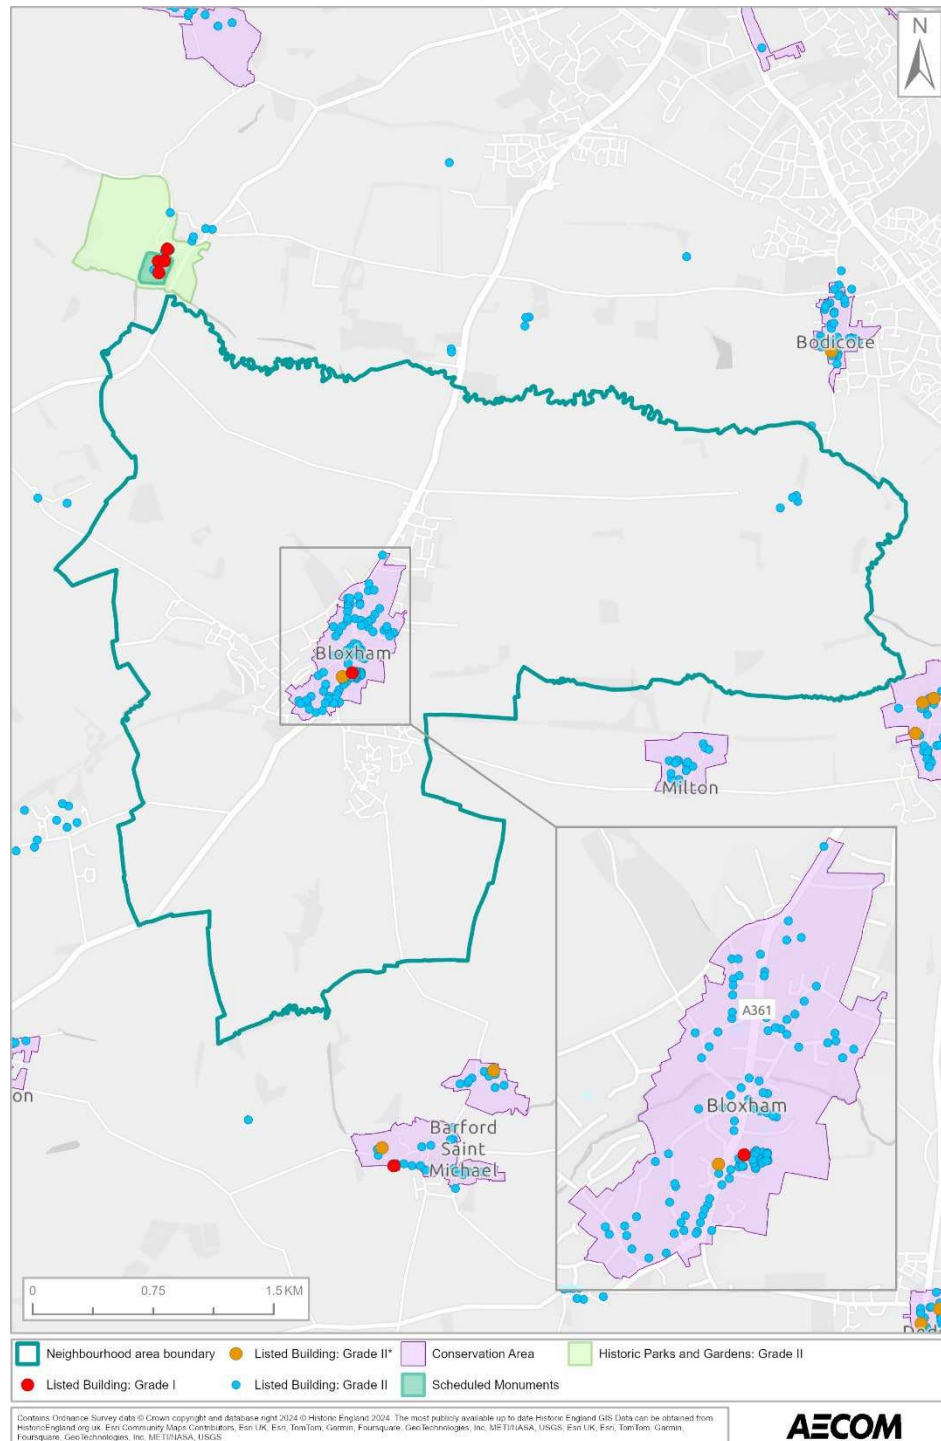 N
Bodicote
Bloxham
Milton
A361
Bloxham
on
Barford
Saint
Michael
0 0.75 1.5 KM
Neighbourhood area boundary Listed Building: Grade II* Conservation Area Historic Parks and Gardens: Grade II
Listed Building: Grade I Listed Building: Grade II Scheduled Monuments
Contains Ordnance Survey data © Crown copyright and database right 2024 © Historic England 2024. The most publicly available up to date Historic England GIS Data can be obtained from
HistoricEngland.org.uk. Esri Community Maps Contributors, Esri UK, Esri, TomTom, Garmin, Foursquare, GeoTechnologies, Inc, METI/NASA, USGS, Esri UK, Esri, TomTom, Garmin,
Foursquare, GeoTechnologies, Inc, METI/NASA, USGS
AECOM